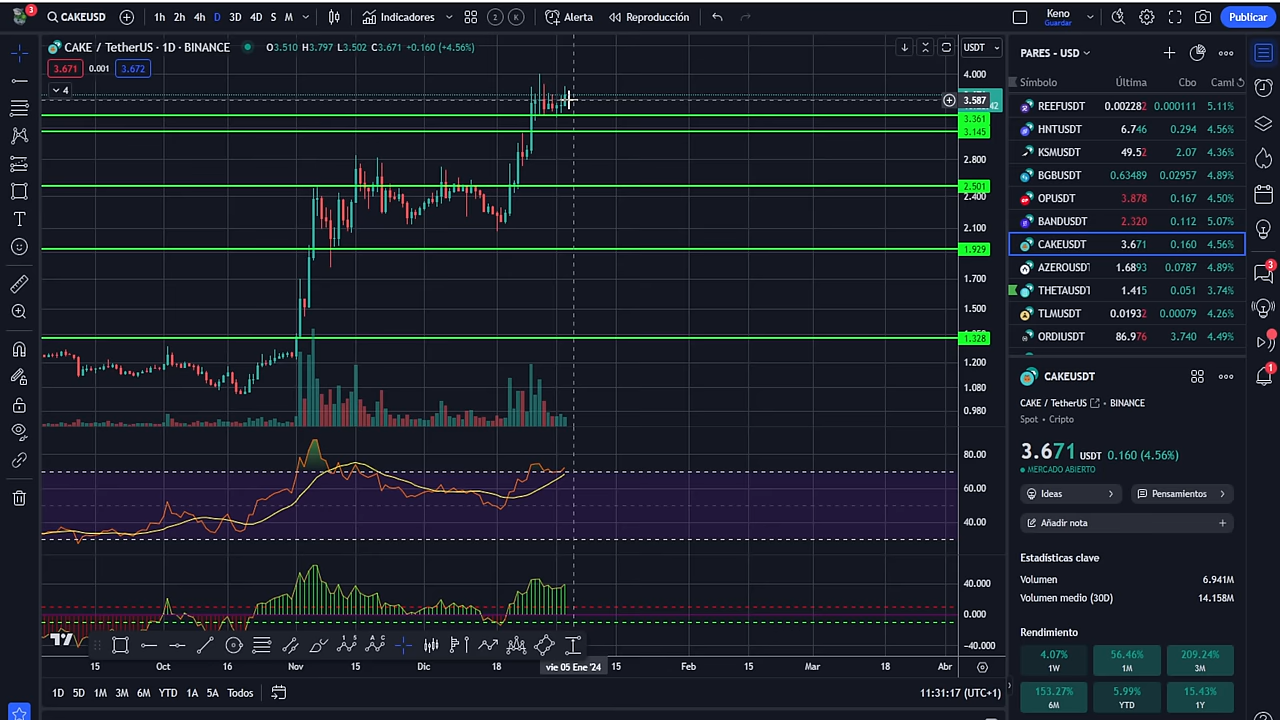 3
CAKEUSD
1h 2h 4h D 3D 4D S M
Indicadores
2 K
Alerta
Reproducción
Keno
Guardar
Publicar
CAKE / TetherUS · 1D · BINANCE
O3.510 H3.797 L3.502 C3.671 +0.160 (+4.56%)
3.671 0.001 3.672
4
USDT
4.000
3.587
3.361
3.145
2.800
2.501
2.400
2.100
1.929
1.700
1.500
1.328
1.200
1.080
0.980
80.00
60.00
40.00
40.000
0.000
−40.000
15 Oct 16 Nov 15 Dic 18 vie 05 Ene '24 15 Feb 15 Mar 18 Abr
1D 5D 1M 3M 6M YTD 1A 5A Todos
11:31:17 (UTC+1)
PARES - USD
Símbolo Última Cbo Caml
REEFUSDT 0.002282 0.000111 5.11%
HNTUSDT 6.746 0.294 4.56%
KSMUSDT 49.52 2.07 4.36%
BGBUSDT 0.63489 0.02957 4.89%
OPUSDT 3.878 0.167 4.50%
BANDUSDT 2.320 0.112 5.07%
CAKEUSDT 3.671 0.160 4.56%
AZEROUSDT 1.6893 0.0787 4.89%
THETAUSDT 1.415 0.051 3.74%
TLMUSDT 0.01932 0.00079 4.26%
ORDIUSDT 86.976 3.740 4.49%
3
1
CAKEUSDT
CAKE / TetherUS · BINANCE
Spot · Cripto
3.671 USDT 0.160 (4.56%)
MERCADO ABIERTO
Ideas
Pensamientos
Añadir nota
Estadísticas clave
Volumen 6.941M
Volumen medio (30D) 14.158M
Rendimiento
4.07% 56.46% 209.24%
1W 1M 3M
153.27% 5.99% 15.43%
6M YTD 1Y